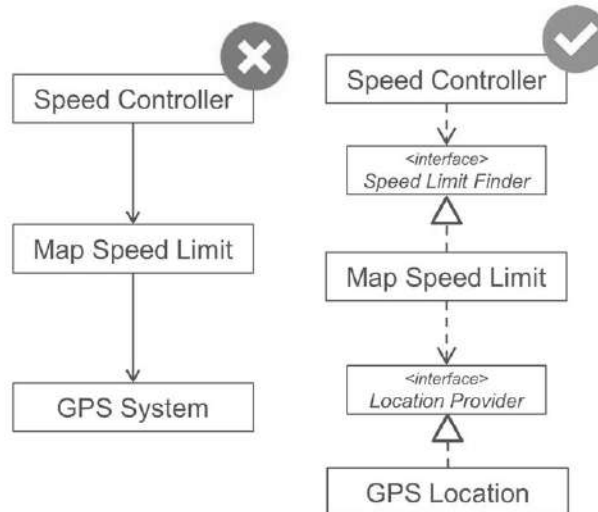 Speed Controller
Map Speed Limit
GPS System
Speed Controller
<interface>
Speed Limit Finder
Map Speed Limit
<interface>
Location Provider
GPS Location